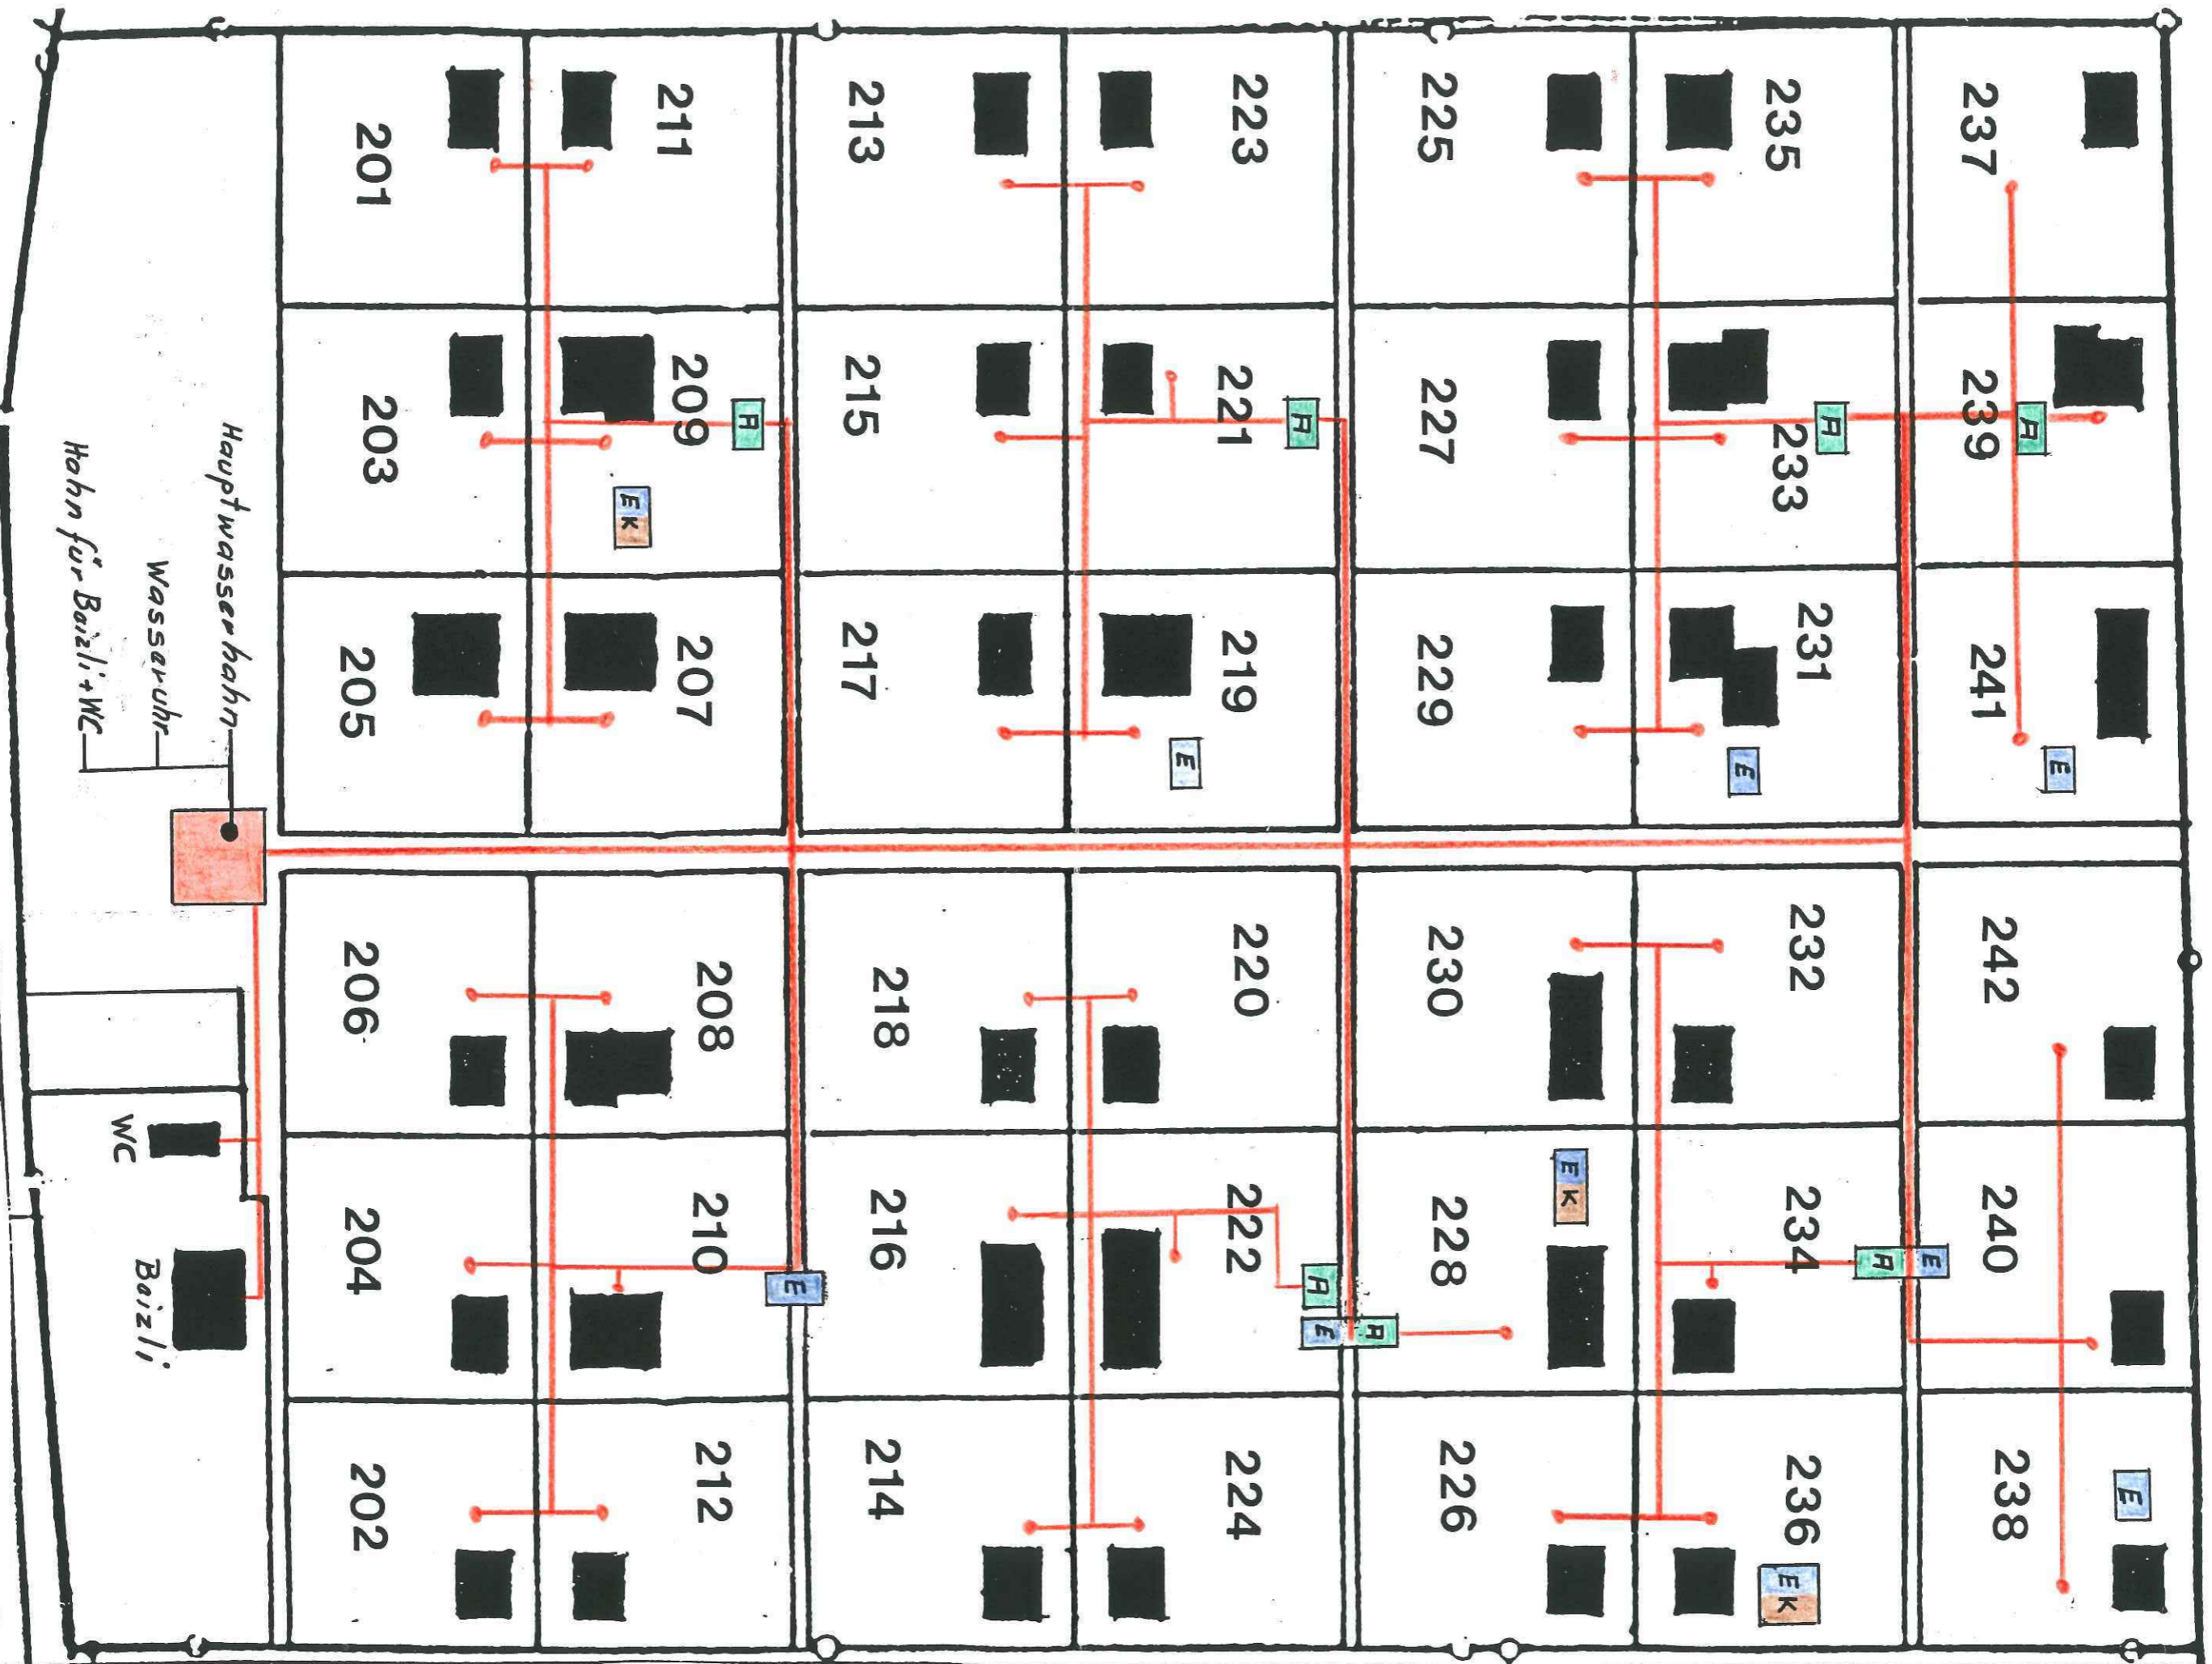 E
E
A
237 239 241 242 240 238
A E
A
235 233 231 232 234 236
E K
E
E K
225 227 229 230 228 226
E A
A
A
223 221 219 220 222 224
E
213 215 217 218 216 214
E
A
211 209 207 208 210 212
E K
201 203 205 206 204 202
Hauptwasserhahn
Wasseruhr
Baizli
WC
Hahn für Baizli+WC